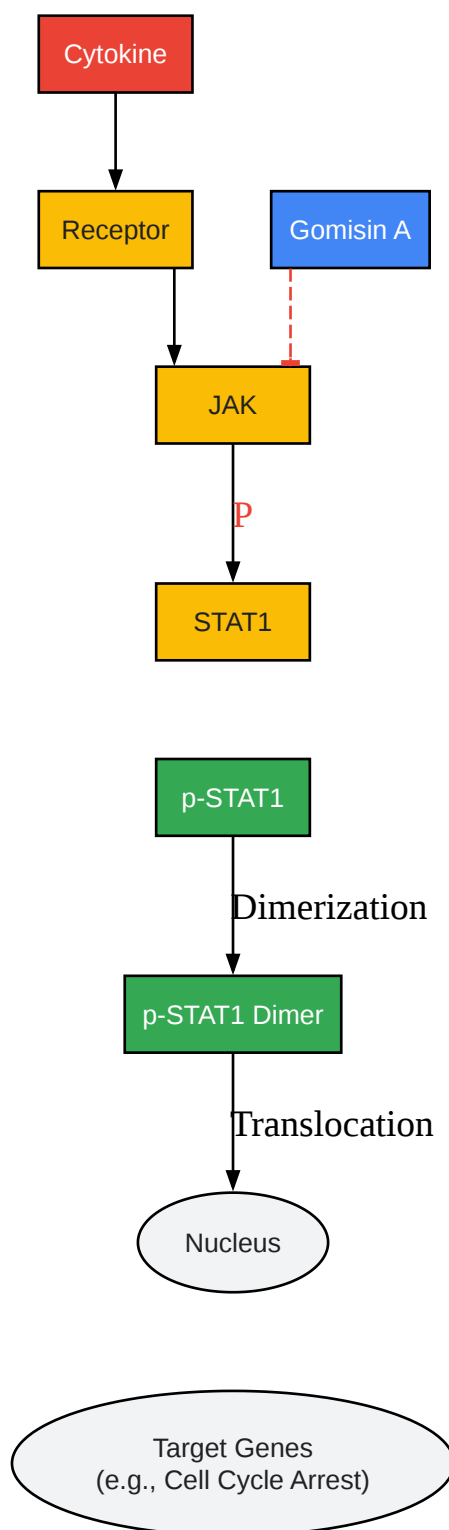 Cytokine
Receptor
Gomisin A
JAK
P
STAT1
p-STAT1
Dimerization
p-STAT1 Dimer
Translocation
Nucleus
Target Genes
(e.g., Cell Cycle Arrest)